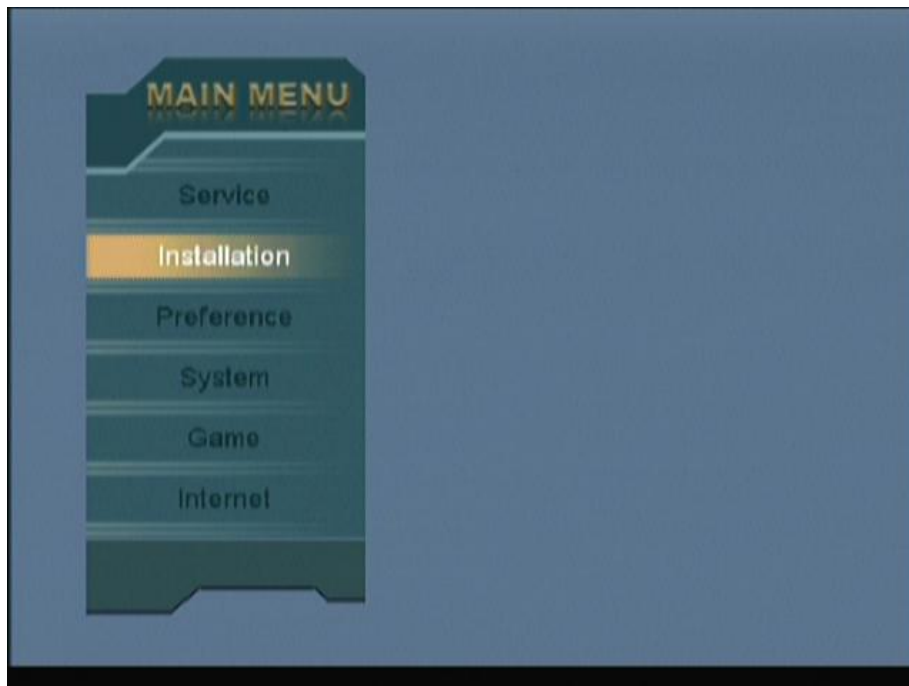 MAIN MENU
Service
Installation
Preference
System
Game
Internet